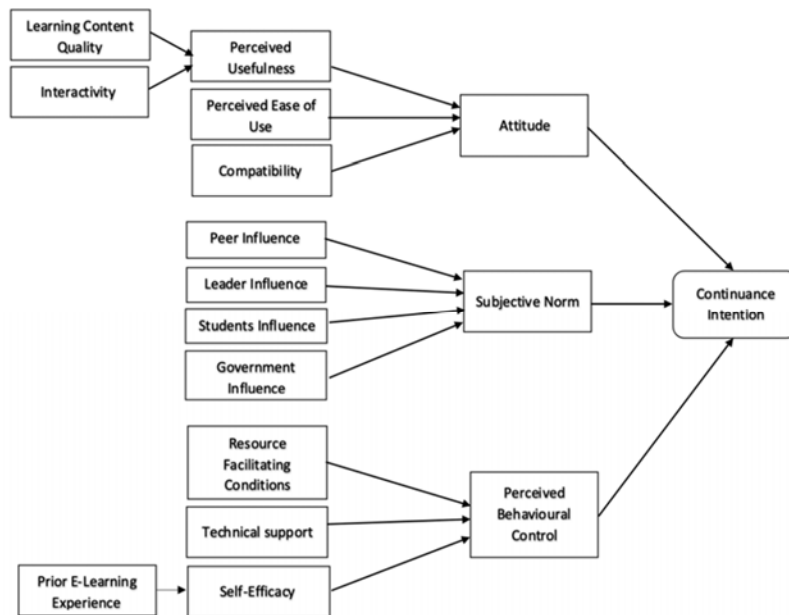 Learning Content
Quality
Interactivity
Perceived
Usefulness
Perceived Ease of
Use
Compatibility
Attitude
Peer Influence
Leader Influence
Students Influence
Government
Influence
Subjective Norm
Continuance
Intention
Resource
Facilitating
Conditions
Technical support
Prior E-Learning
Experience
Self-Efficacy
Perceived
Behavioural
Control